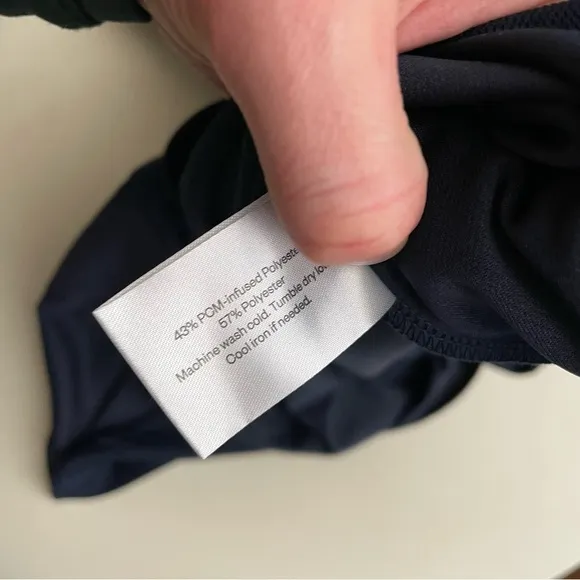 43% PCM-infused Polyeste
57% Polyester
Machine wash cold. Tumble dry lo
Cool iron if needed.